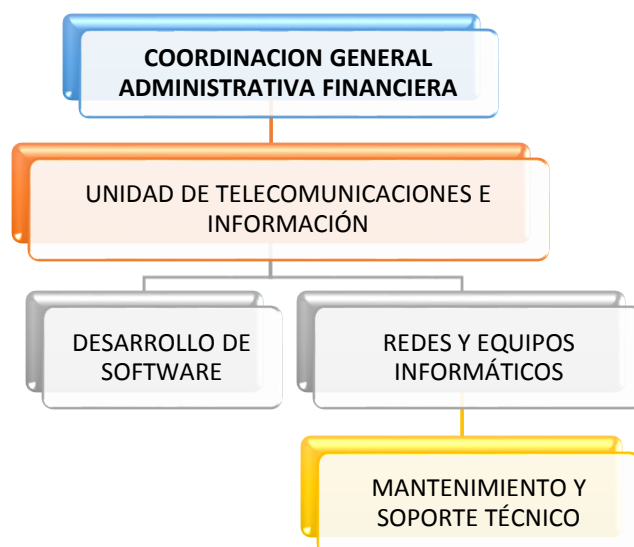 COORDINACION GENERAL
ADMINISTRATIVA FINANCIERA
UNIDAD DE TELECOMUNICACIONES E
INFORMACIÓN
DESARROLLO DE
SOFTWARE
REDES Y EQUIPOS
INFORMÁTICOS
MANTENIMIENTO Y
SOPORTE TÉCNICO